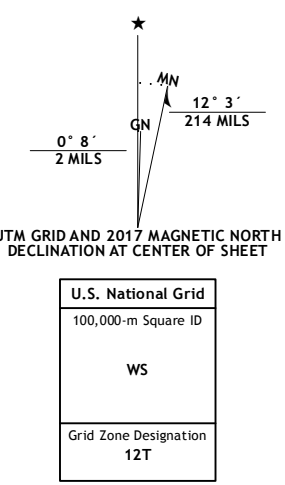 ★
MN
GN
12° 3´
214 MILS
0° 8´
2 MILS
UTM GRID AND 2017 MAGNETIC NORTH
DECLINATION AT CENTER OF SHEET
U.S. National Grid
100,000-m Square ID
WS
Grid Zone Designation
12T